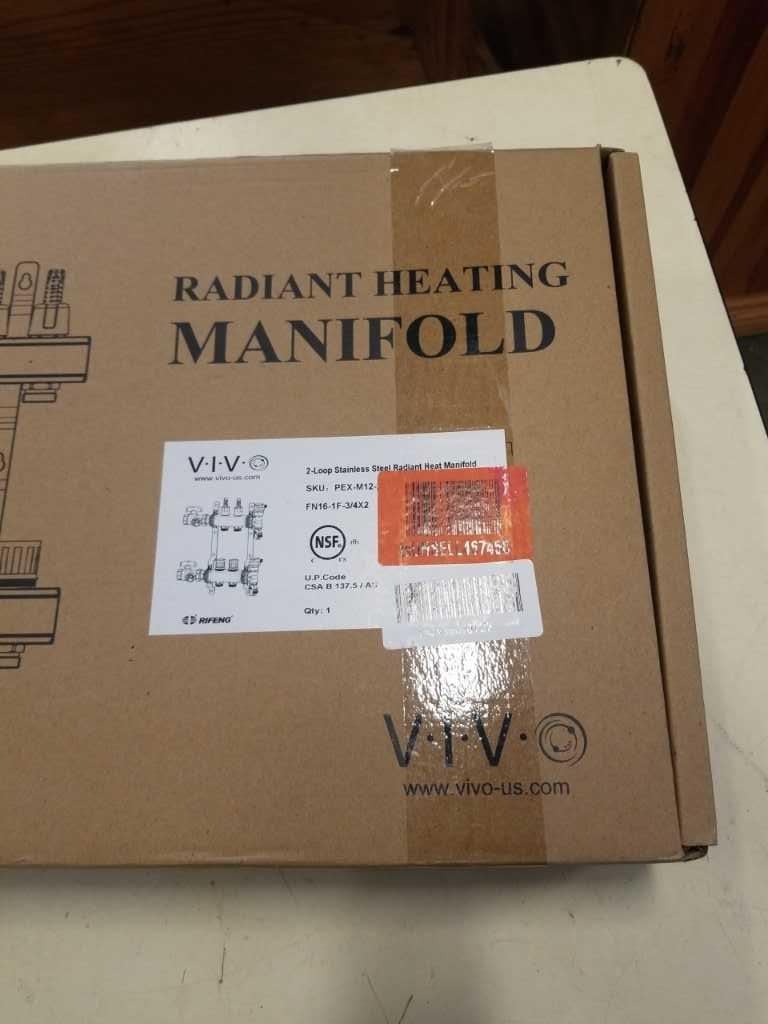 RADIANT HEATING
MANIFOLD
V·I·V·O
www.vivo-us.com
2-Loop Stainless Steel Radiant Heat Manifold
SKU: PEX-M12-
FN16-1F-3/4X2
NSF®
U.P.Code
CSA B 137.5 /
Qty: 1
RIFENG
V·I·V·O
www.vivo-us.com